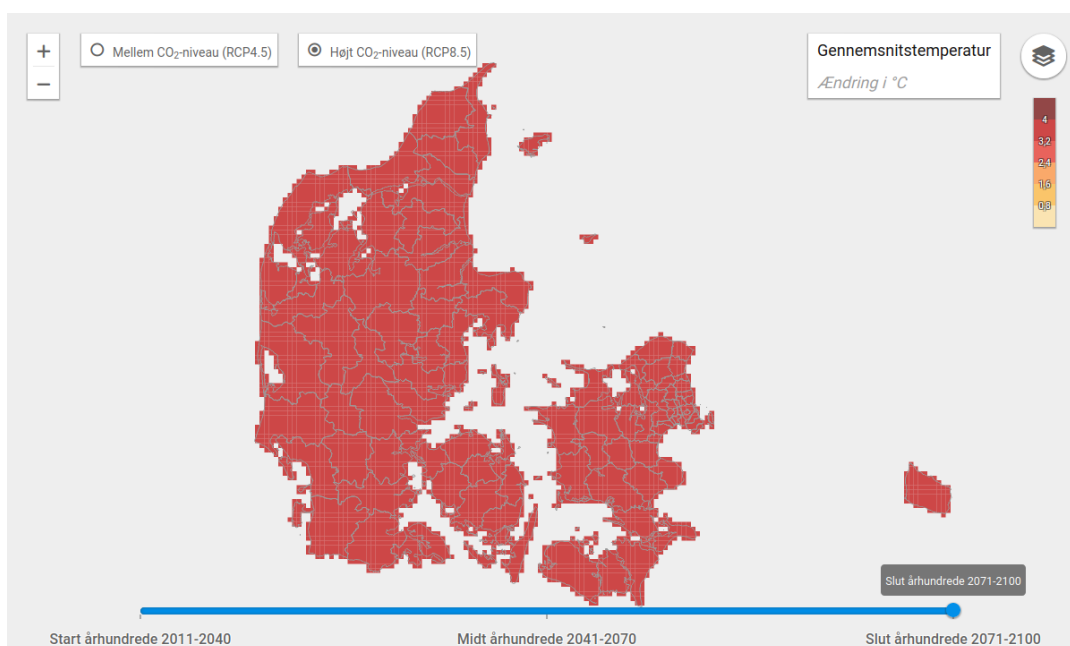 +
−
Mellem CO₂-niveau (RCP4.5)
Højt CO₂-niveau (RCP8.5)
Gennemsnitstemperatur
Ændring i °C
4
3,2
2,4
1,6
0,8
Slut århundrede 2071-2100
Start århundrede 2011-2040
Midt århundrede 2041-2070
Slut århundrede 2071-2100